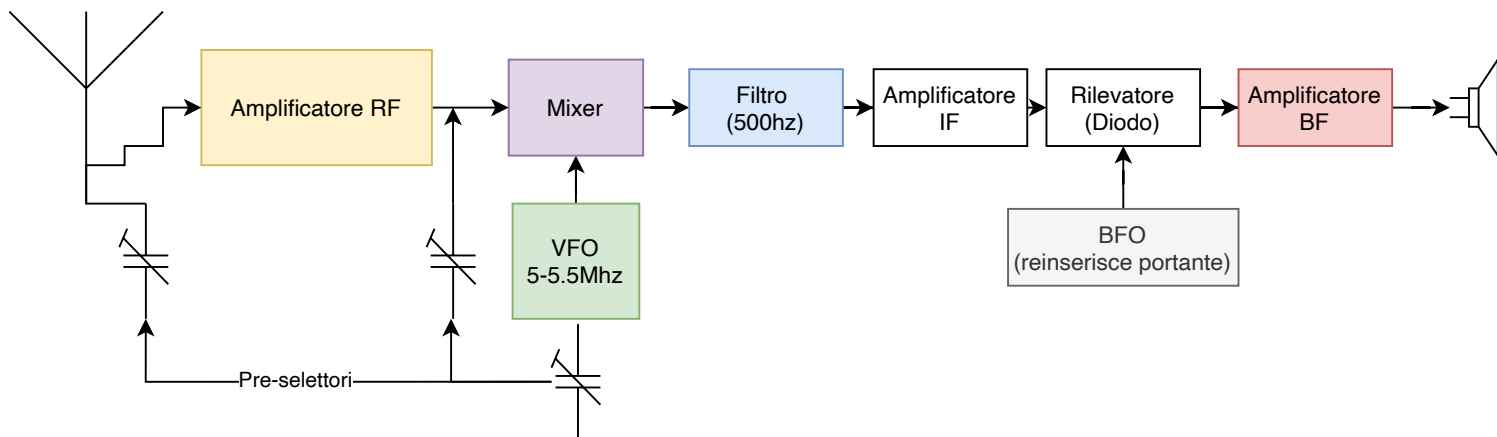 Amplificatore RF
Mixer
Filtro
(500hz)
Amplificatore
IF
Rilevatore
(Diodo)
Amplificatore
BF
VFO
5-5.5Mhz
BFO
(reinserisce portante)
Pre-selettori